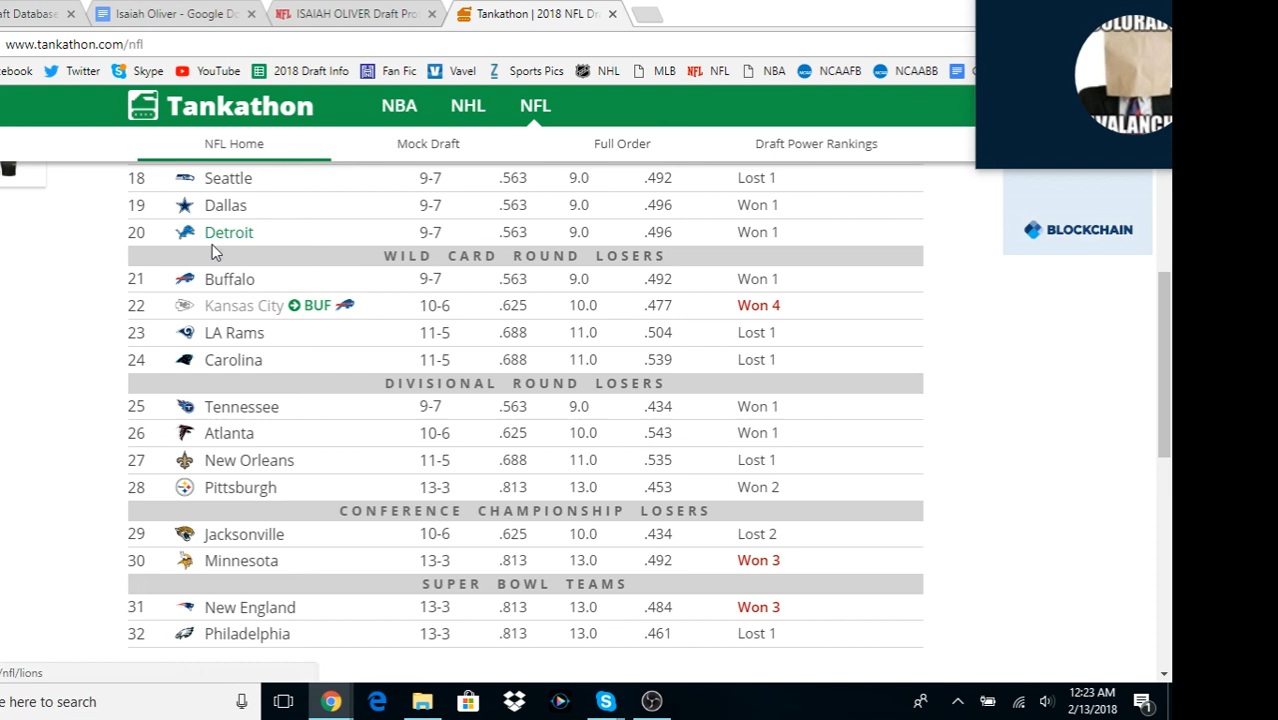 aft Database
Isaiah Oliver - Google Do
ISAIAH OLIVER Draft Pro
Tankathon | 2018 NFL Dr
www.tankathon.com/nfl
cebook Twitter Skype YouTube 2018 Draft Info Fan Fic Vavel Sports Pics NHL MLB NFL NBA NCAAFB NCAABB
COLORAD
AVALANCH
Tankathon NBA NHL NFL
NFL Home Mock Draft Full Order Draft Power Rankings
18 Seattle 9-7 .563 9.0 .492 Lost 1
19 Dallas 9-7 .563 9.0 .496 Won 1
20 Detroit 9-7 .563 9.0 .496 Won 1
WILD CARD ROUND LOSERS
21 Buffalo 9-7 .563 9.0 .492 Won 1
22 Kansas City BUF 10-6 .625 10.0 .477 Won 4
23 LA Rams 11-5 .688 11.0 .504 Lost 1
24 Carolina 11-5 .688 11.0 .539 Lost 1
DIVISIONAL ROUND LOSERS
25 Tennessee 9-7 .563 9.0 .434 Won 1
26 Atlanta 10-6 .625 10.0 .543 Won 1
27 New Orleans 11-5 .688 11.0 .535 Lost 1
28 Pittsburgh 13-3 .813 13.0 .453 Won 2
CONFERENCE CHAMPIONSHIP LOSERS
29 Jacksonville 10-6 .625 10.0 .434 Lost 2
30 Minnesota 13-3 .813 13.0 .492 Won 3
SUPER BOWL TEAMS
31 New England 13-3 .813 13.0 .484 Won 3
32 Philadelphia 13-3 .813 13.0 .461 Lost 1
BLOCKCHAIN
/nfl/lions
e here to search
12:23 AM
2/13/2018